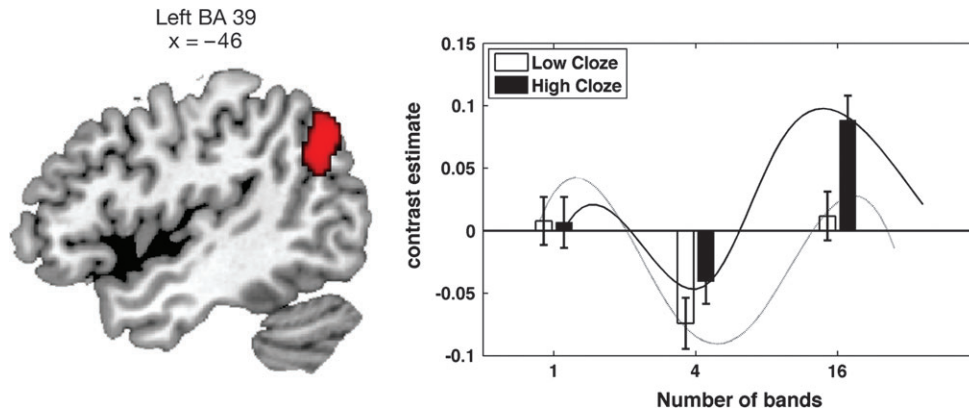 Left BA 39
x = −46
0.15
0.1
0.05
0
-0.05
-0.1
contrast estimate
Low Cloze
High Cloze
1 4 16
Number of bands